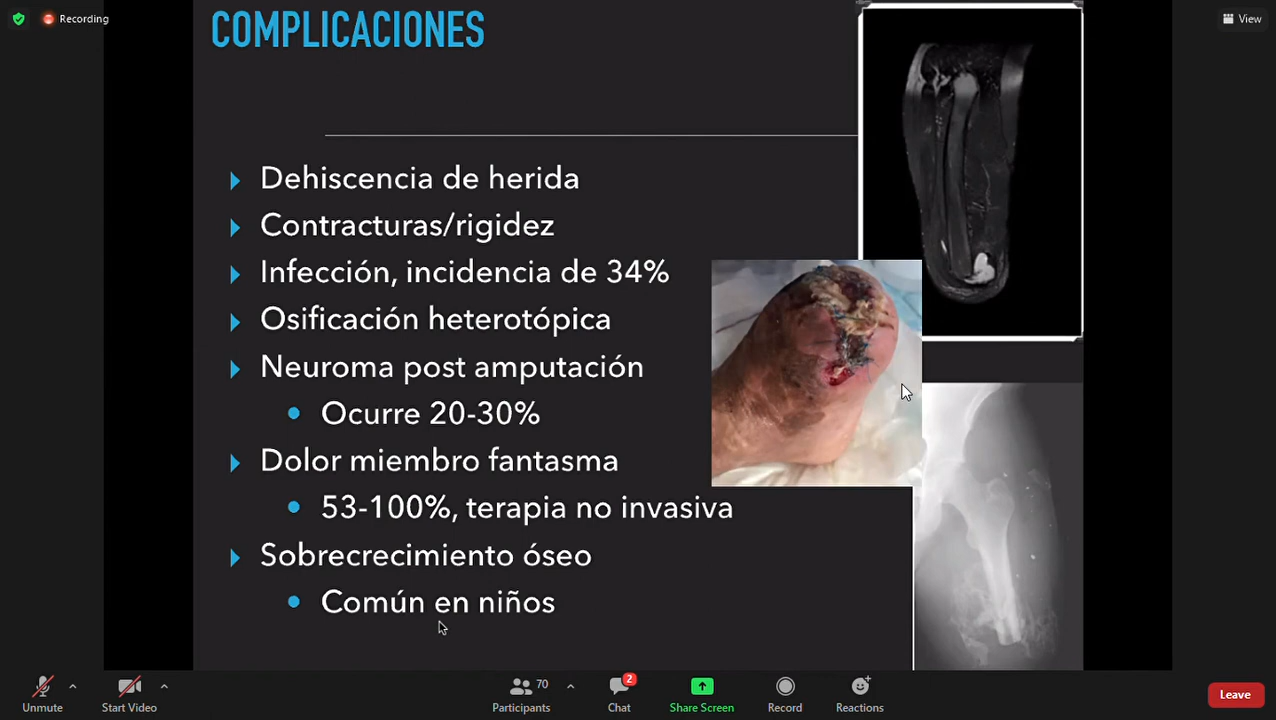 Recording
View
COMPLICACIONES
Dehiscencia de herida
Contracturas/rigidez
Infección, incidencia de 34%
Osificación heterotópica
Neuroma post amputación
Ocurre 20-30%
Dolor miembro fantasma
53-100%, terapia no invasiva
Sobrecrecimiento óseo
Común en niños
70
2
Unmute
Start Video
Participants
Chat
Share Screen
Record
Reactions
Leave